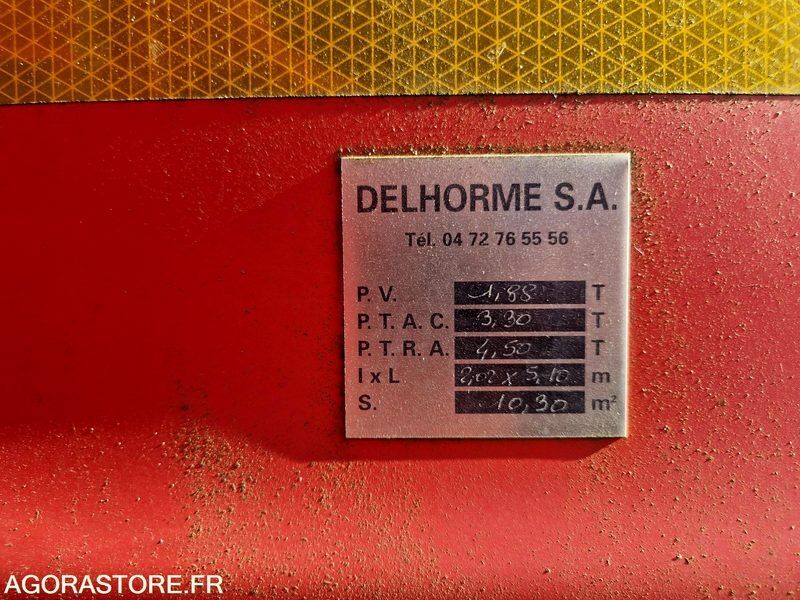 DELHORME S.A.
Tél. 04 72 76 55 56
P. V. 1,88 T
P. T. A. C. 3,30 T
P. T. R. A. 4,50 T
l x L 2,02 x 5,10 m
S. 10,30 m²
AGORASTORE.FR